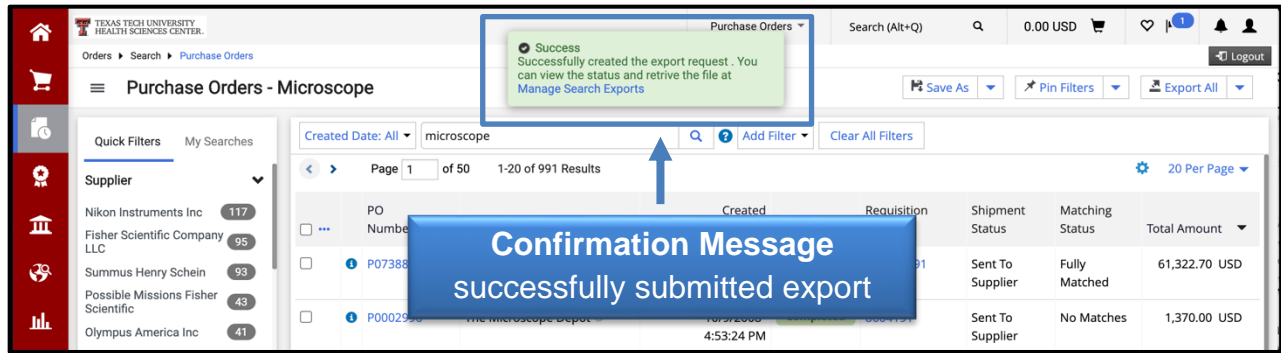 TEXAS TECH UNIVERSITY
HEALTH SCIENCES CENTER.
Purchase Orders
Search (Alt+Q)
0.00 USD
1
Orders Search Purchase Orders
Logout
Success
Successfully created the export request . You
can view the status and retrive the file at
Manage Search Exports
Purchase Orders - Microscope
Save As
Pin Filters
Export All
Quick Filters My Searches
Created Date: All microscope
Add Filter
Clear All Filters
Page 1 of 50 1-20 of 991 Results
20 Per Page
Supplier
Nikon Instruments Inc 117
Fisher Scientific Company 95
LLC
Summus Henry Schein 93
Possible Missions Fisher 43
Scientific
Olympus America Inc 41
PO Created Requisition Shipment Matching
Status Status Total Amount
Confirmation Message
successfully submitted export
Sent To Fully 61,322.70 USD
Supplier Matched
The Microscope Depot
Sent To No Matches 1,370.00 USD
4:53:24 PM Supplier